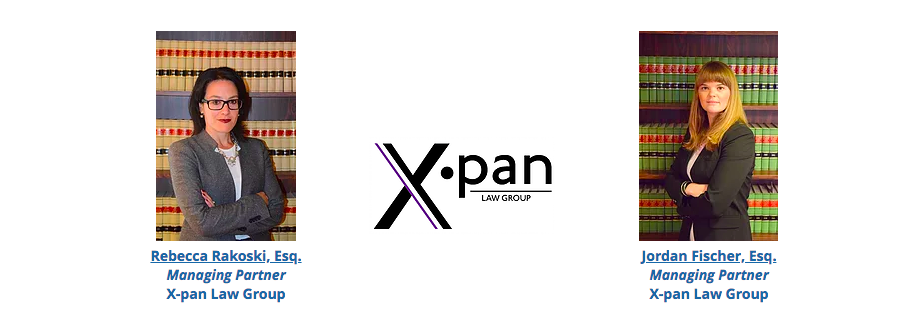 X•pan
LAW GROUP
Rebecca Rakoski, Esq.
Managing Partner
X-pan Law Group
Jordan Fischer, Esq.
Managing Partner
X-pan Law Group